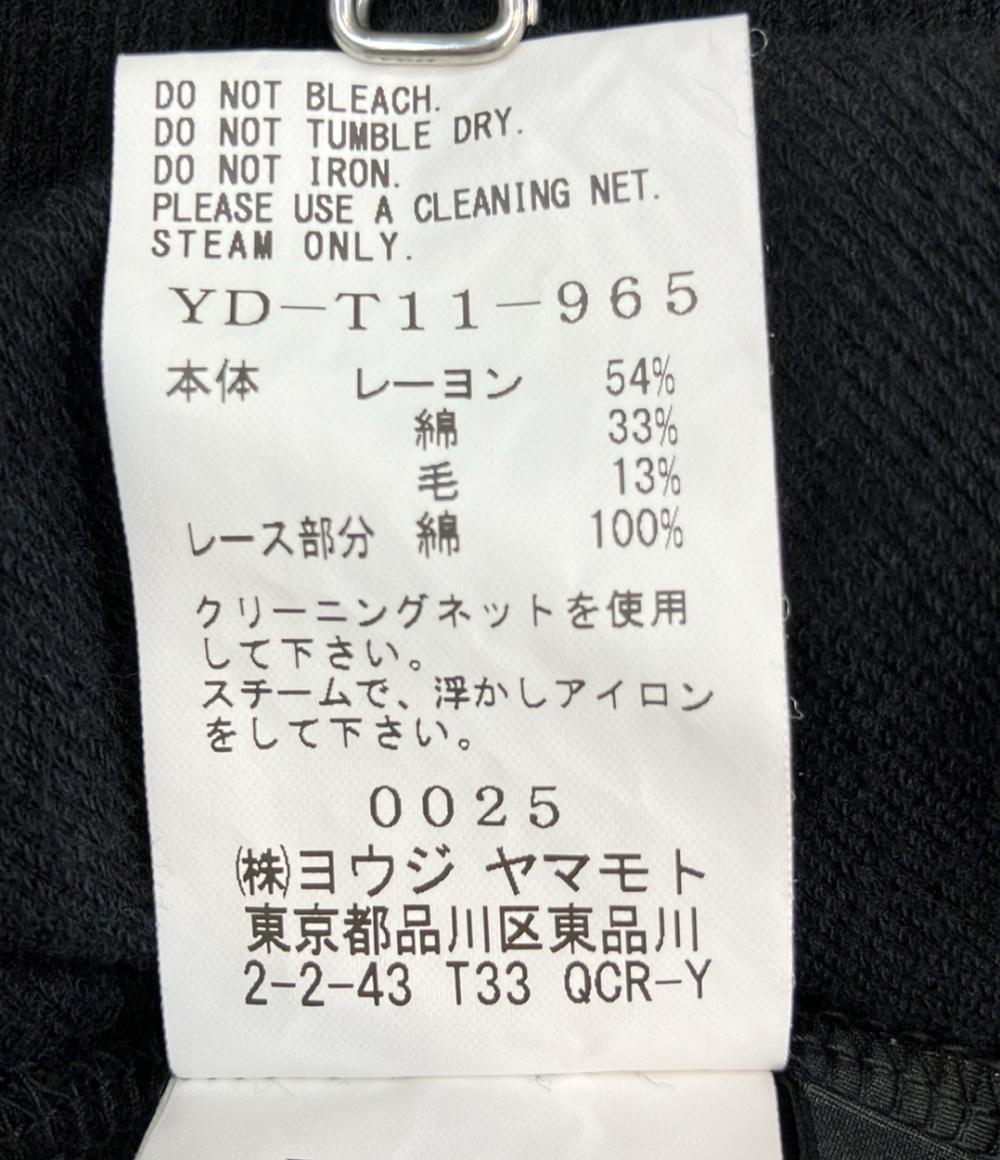 DO NOT BLEACH.
DO NOT TUMBLE DRY.
DO NOT IRON.
PLEASE USE A CLEANING NET.
STEAM ONLY.
YD-T11-965
本体 レーヨン 54%
綿 33%
毛 13%
レース部分 綿 100%
クリーニングネットを使用
して下さい。
スチームで、浮かしアイロン
をして下さい。
0025
㈱ヨウジ ヤマモト
東京都品川区東品川
2-2-43 T33 QCR-Y